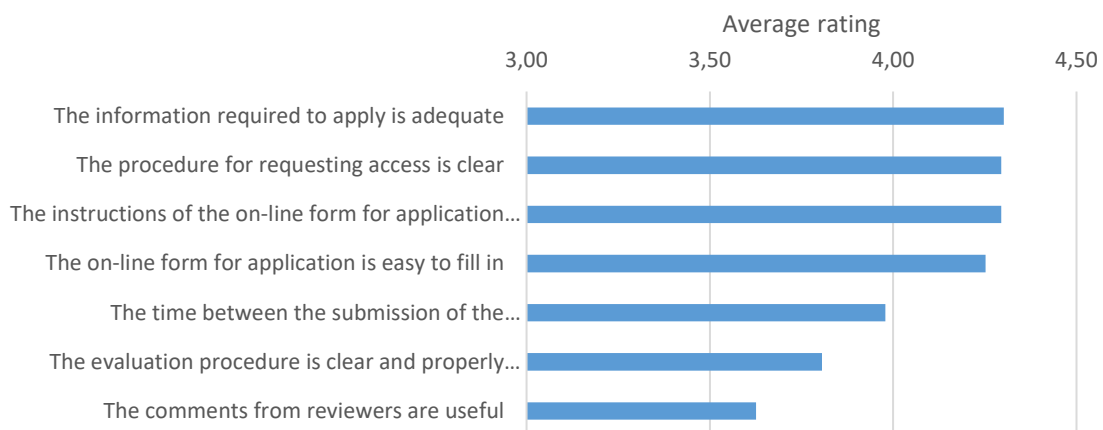 Average rating
3,00 3,50 4,00 4,50
The information required to apply is adequate
The procedure for requesting access is clear
The instructions of the on-line form for application...
The on-line form for application is easy to fill in
The time between the submission of the...
The evaluation procedure is clear and properly...
The comments from reviewers are useful